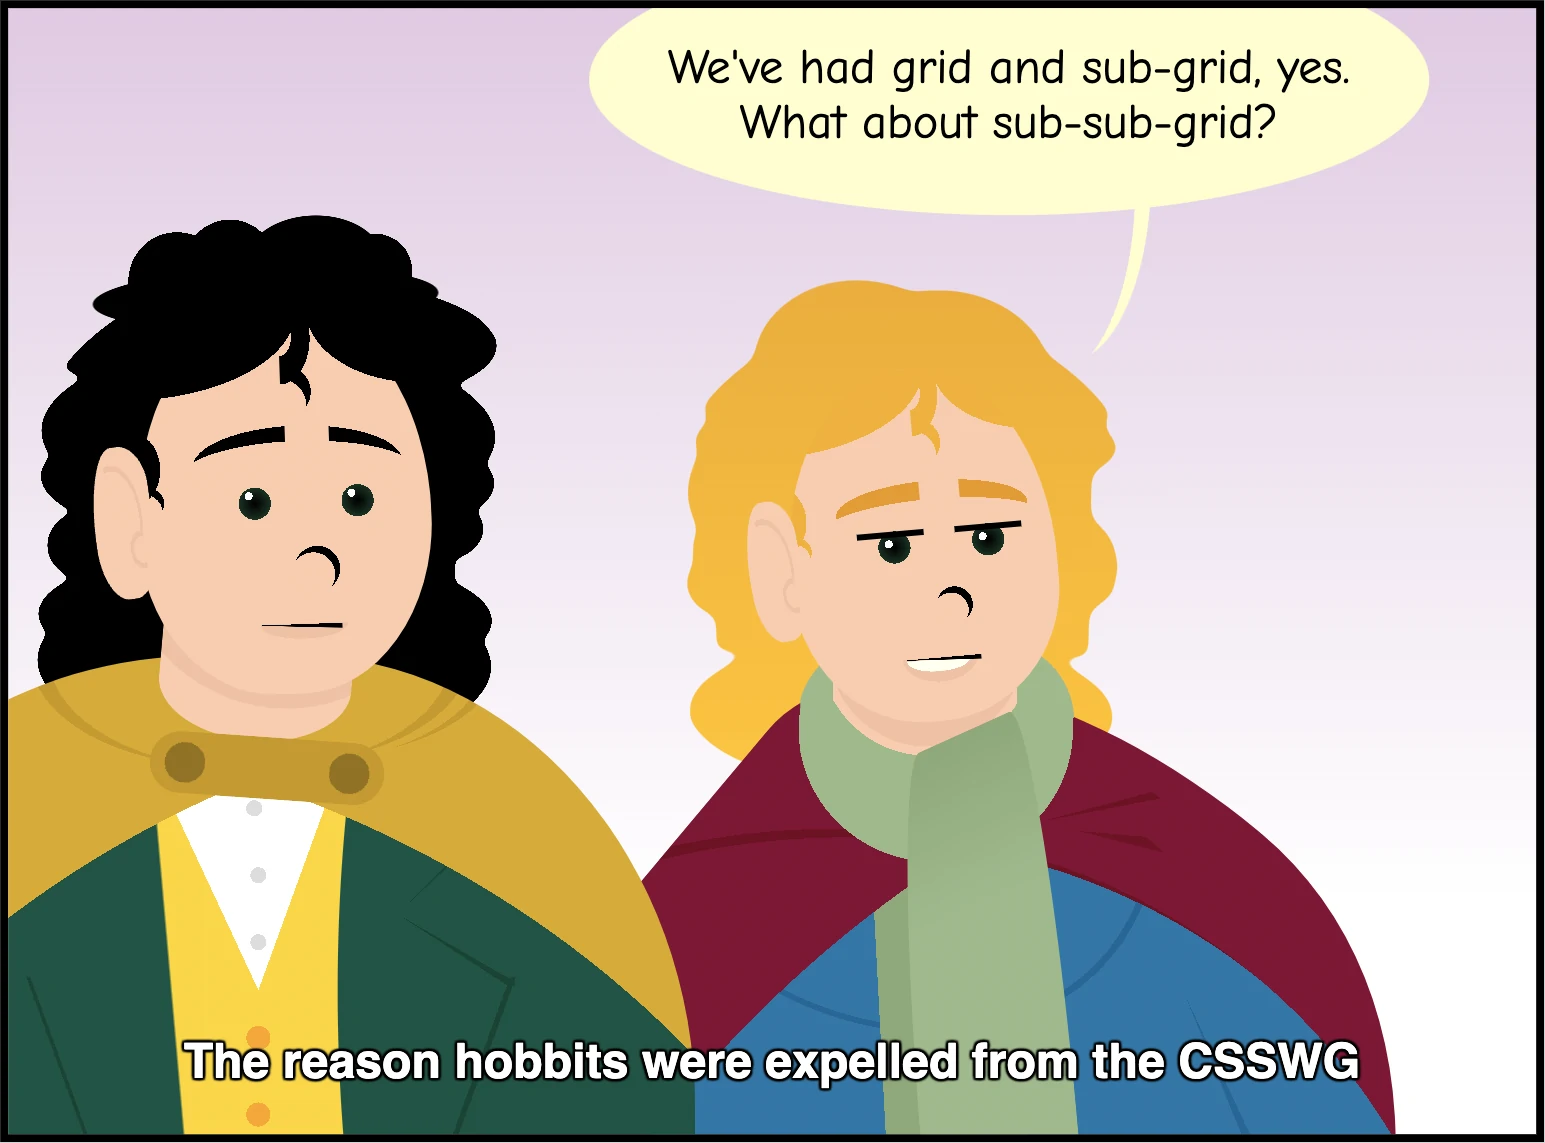 We've had grid and sub-grid, yes.
What about sub-sub-grid?
The reason hobbits were expelled from the CSSWG